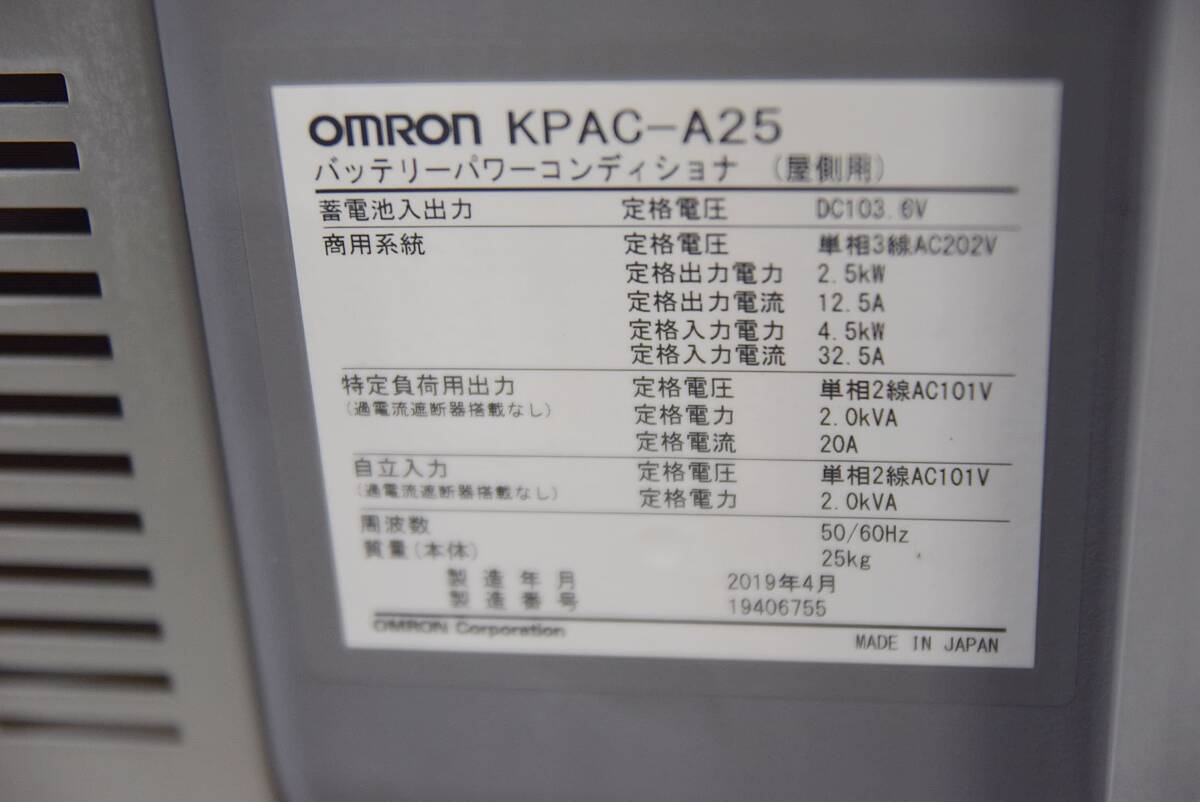 OMRON KPAC-A25
バッテリーパワーコンディショナ (屋側用)
蓄電池入出力 定格電圧 DC103.6V
商用系統 定格電圧 単相3線AC202V
定格出力電力 2.5kW
定格出力電流 12.5A
定格入力電力 4.5kW
定格入力電流 32.5A
特定負荷用出力 定格電圧 単相2線AC101V
(過電流遮断器搭載なし) 定格電力 2.0kVA
定格電流 20A
自立入力 定格電圧 単相2線AC101V
(過電流遮断器搭載なし) 定格電力 2.0kVA
周波数 50/60Hz
質量(本体) 25kg
製造年月 2019年4月
製造番号 19406755
OMRON Corporation
MADE IN JAPAN